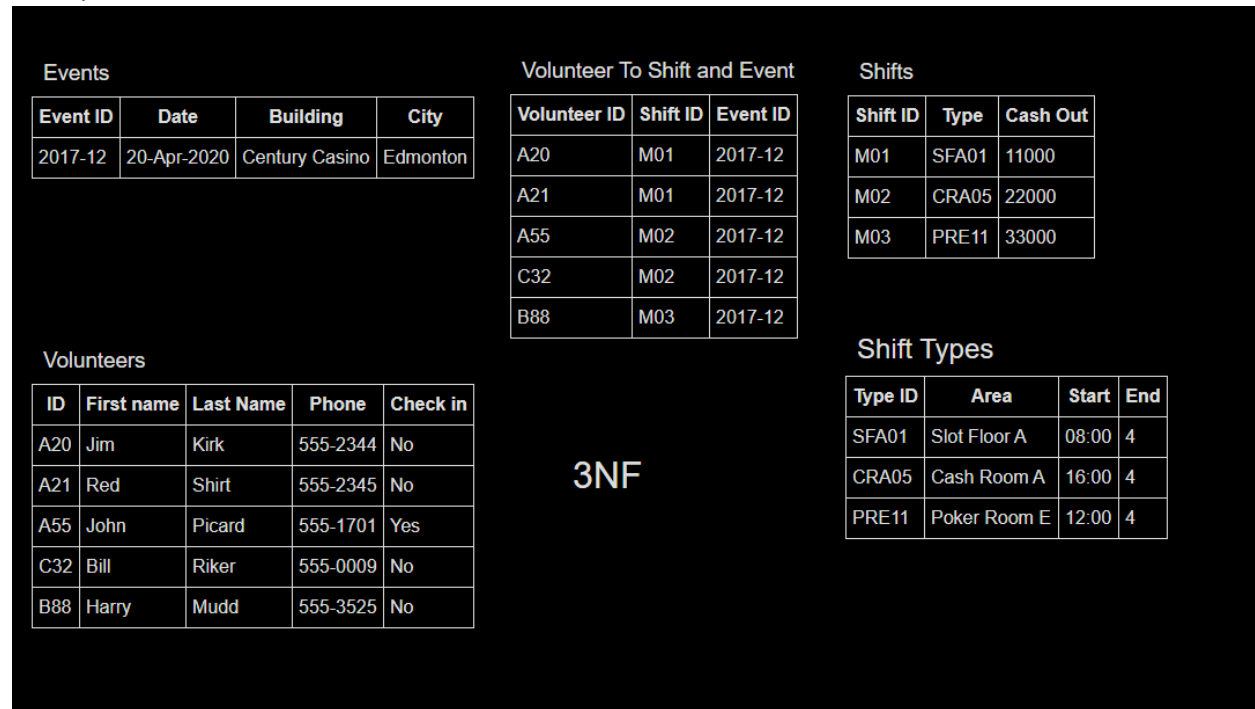 Events
Event ID Date Building City
2017-12 20-Apr-2020 Century Casino Edmonton
Volunteer To Shift and Event
Volunteer ID Shift ID Event ID
A20 M01 2017-12
A21 M01 2017-12
A55 M02 2017-12
C32 M02 2017-12
B88 M03 2017-12
Shifts
Shift ID Type Cash Out
M01 SFA01 11000
M02 CRA05 22000
M03 PRE11 33000
Volunteers
ID First name Last Name Phone Check in
A20 Jim Kirk 555-2344 No
A21 Red Shirt 555-2345 No
A55 John Picard 555-1701 Yes
C32 Bill Riker 555-0009 No
B88 Harry Mudd 555-3525 No
3NF
Shift Types
Type ID Area Start End
SFA01 Slot Floor A 08:00 4
CRA05 Cash Room A 16:00 4
PRE11 Poker Room E 12:00 4